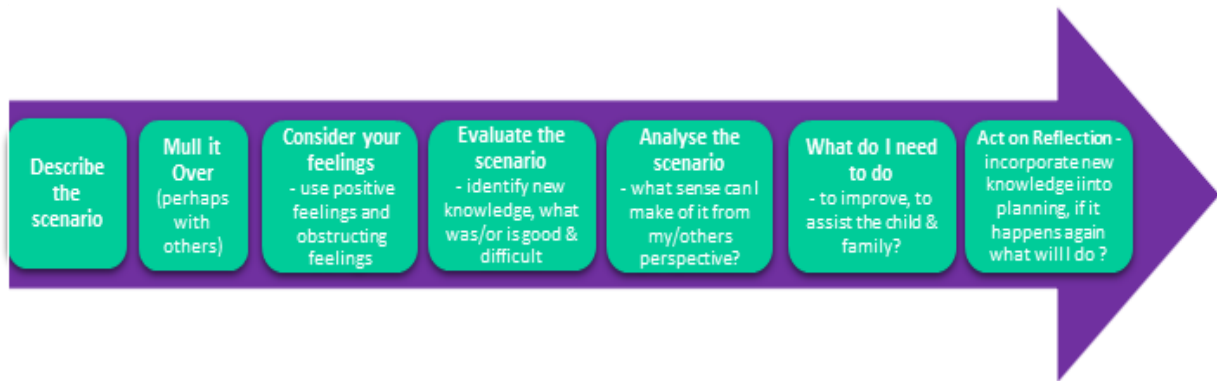 Describe
the
scenario
Mull it
Over
(perhaps
with
others)
Consider your
feelings
- use positive
feelings and
obstructing
feelings
Evaluate the
scenario
- identify new
knowledge, what
was/or is good &
difficult
Analyse the
scenario
- what sense can I
make of it from
my/others
perspective?
What do I need
to do
- to improve, to
assist the child &
family?
Act on Reflection -
incorporate new
knowledge iinto
planning, if it
happens again
what will I do ?